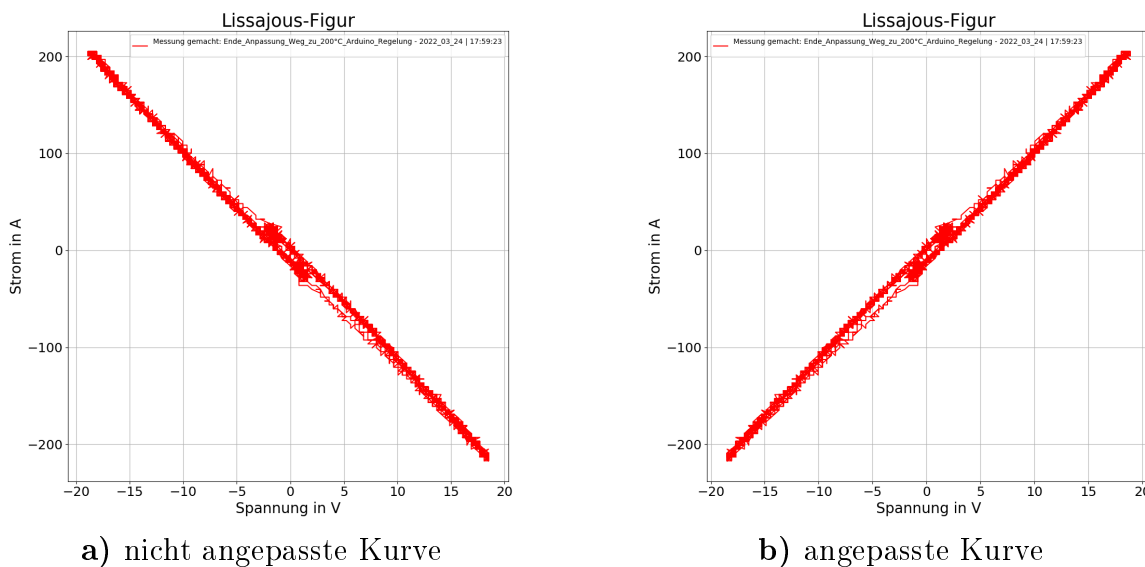 Lissajous-Figur
Messung gemacht: Ende_Anpassung_Weg_zu_200°C_Arduino_Regelung - 2022_03_24 | 17:59:23
200
100
0
−100
−200
Strom in A
−20 −15 −10 −5 0 5 10 15 20
Spannung in V
a) nicht angepasste Kurve
Lissajous-Figur
Messung gemacht: Ende_Anpassung_Weg_zu_200°C_Arduino_Regelung - 2022_03_24 | 17:59:23
200
100
0
−100
−200
Strom in A
−20 −15 −10 −5 0 5 10 15 20
Spannung in V
b) angepasste Kurve